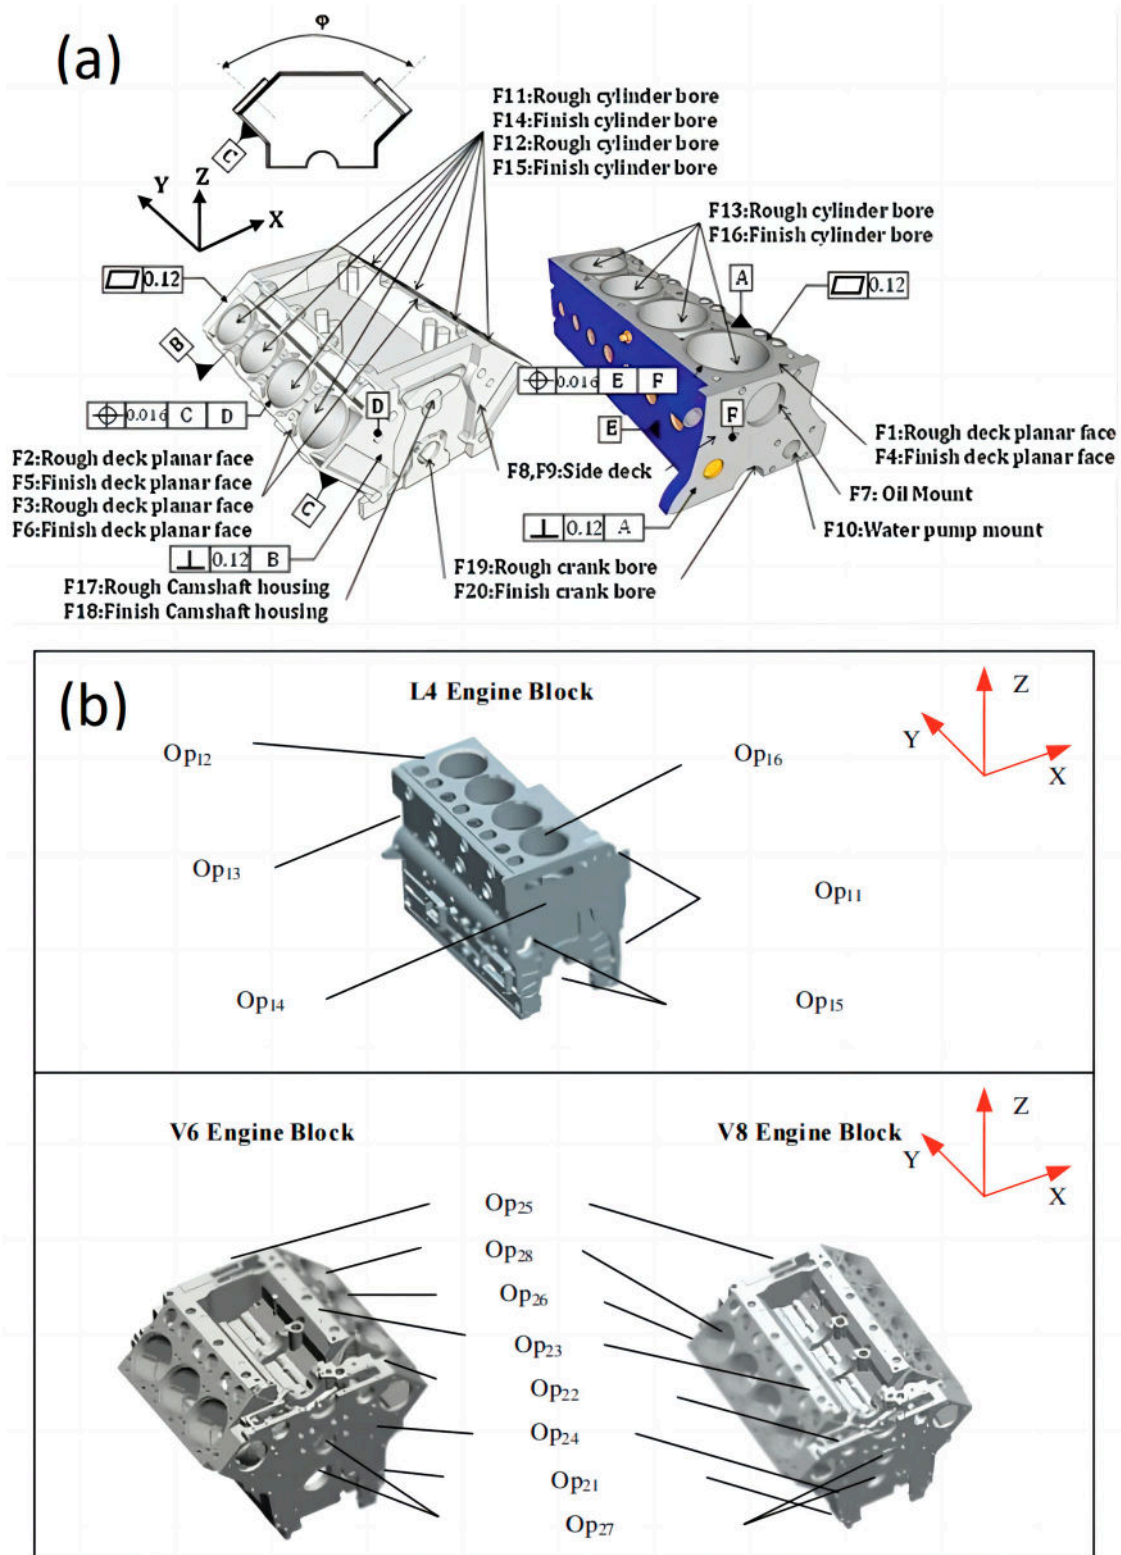 (a)
φ
C
Y
Z
X
F11:Rough cylinder bore
F14:Finish cylinder bore
F12:Rough cylinder bore
F15:Finish cylinder bore
F13:Rough cylinder bore
F16:Finish cylinder bore
0.12
A
0.12
B
0.016 E F
0.016 C D
D
E
F
F1:Rough deck planar face
F4:Finish deck planar face
F2:Rough deck planar face
F5:Finish deck planar face
F3:Rough deck planar face
F6:Finish deck planar face
F8,F9:Side deck
F7: Oil Mount
C
⊥ 0.12 A
F10:Water pump mount
⊥ 0.12 B
F19:Rough crank bore
F20:Finish crank bore
F17:Rough Camshaft housing
F18:Finish Camshaft housing
(b)
L4 Engine Block
Z
Y
X
Op12
Op16
Op13
Op11
Op14
Op15
V6 Engine Block
V8 Engine Block
Z
Y
X
Op25
Op28
Op26
Op23
Op22
Op24
Op21
Op27